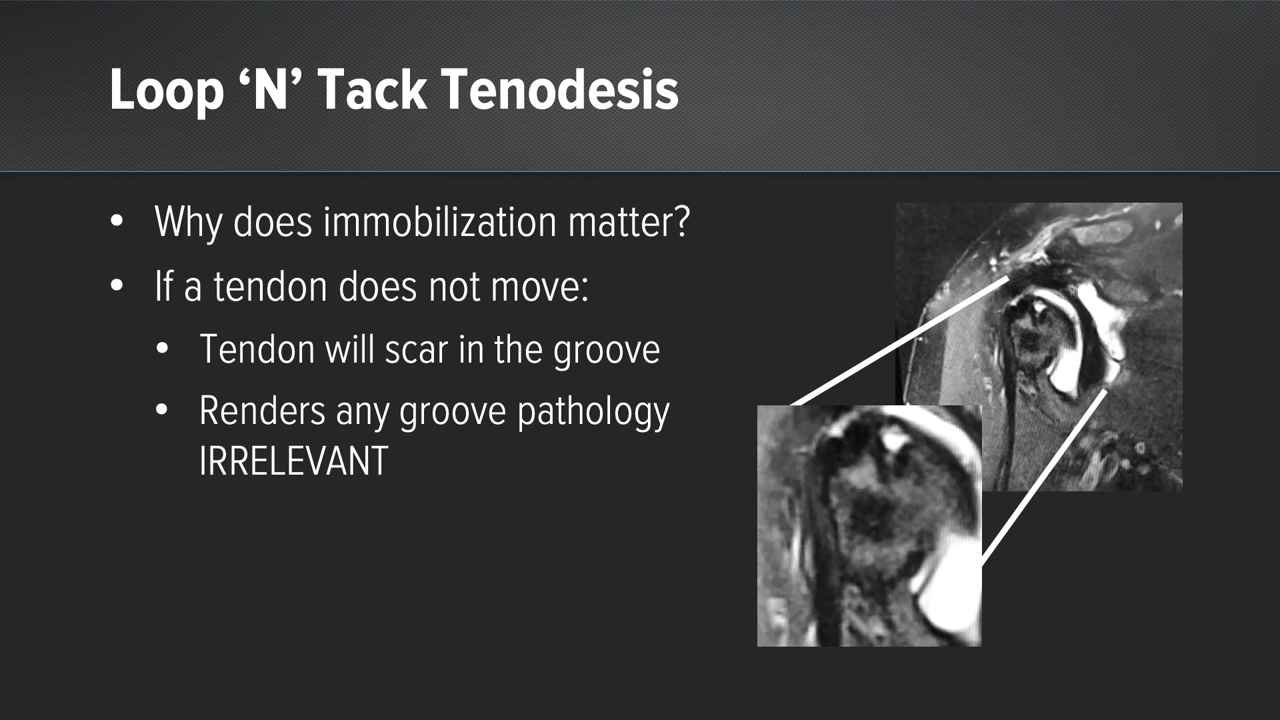 Loop ‘N’ Tack Tenodesis
• Why does immobilization matter?
• If a tendon does not move:
• Tendon will scar in the groove
• Renders any groove pathology
IRRELEVANT